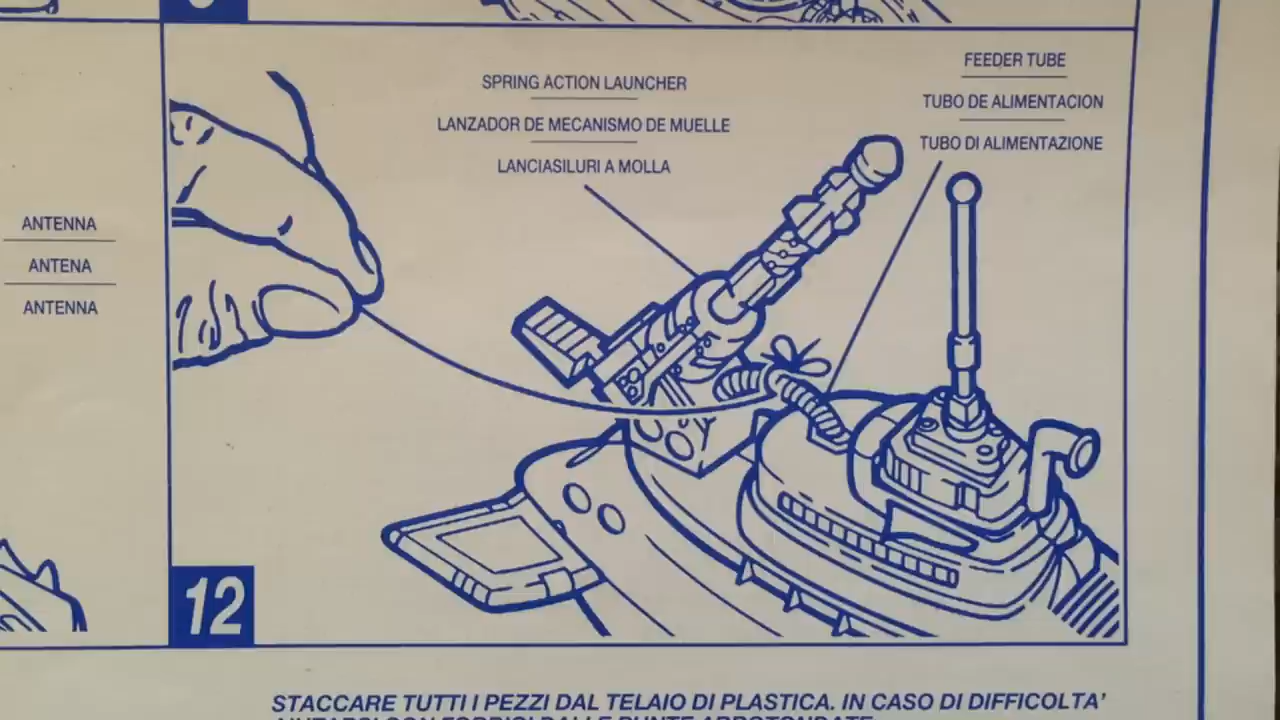 SPRING ACTION LAUNCHER
LANZADOR DE MECANISMO DE MUELLE
LANCIASILURI A MOLLA
FEEDER TUBE
TUBO DE ALIMENTACION
TUBO DI ALIMENTAZIONE
ANTENNA
ANTENA
ANTENNA
12
STACCARE TUTTI I PEZZI DAL TELAIO DI PLASTICA. IN CASO DI DIFFICOLTA'